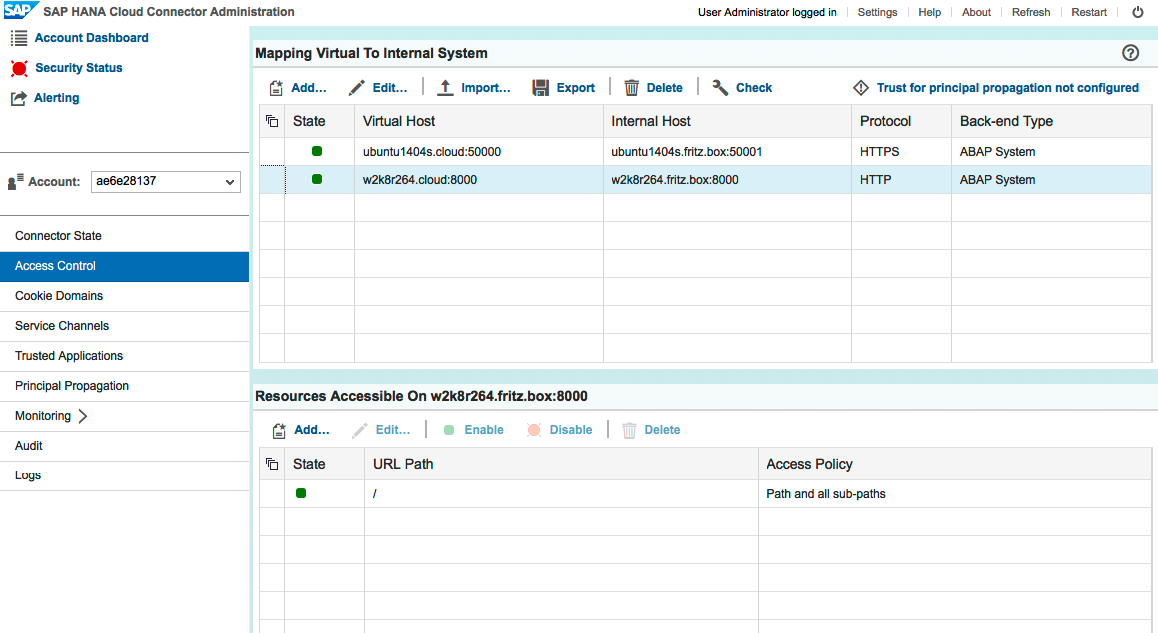 SAP SAP HANA Cloud Connector Administration
User Administrator logged in Settings Help About Refresh Restart
Account Dashboard
Security Status
Alerting
Account: ae6e28137
Connector State
Access Control
Cookie Domains
Service Channels
Trusted Applications
Principal Propagation
Monitoring
Audit
Logs
Mapping Virtual To Internal System ?
Add... Edit... Import... Export Delete Check Trust for principal propagation not configured
State Virtual Host Internal Host Protocol Back-end Type
ubuntu1404s.cloud:50000 ubuntu1404s.fritz.box:50001 HTTPS ABAP System
w2k8r264.cloud:8000 w2k8r264.fritz.box:8000 HTTP ABAP System
Resources Accessible On w2k8r264.fritz.box:8000
Add... Edit... Enable Disable Delete
State URL Path Access Policy
/ Path and all sub-paths